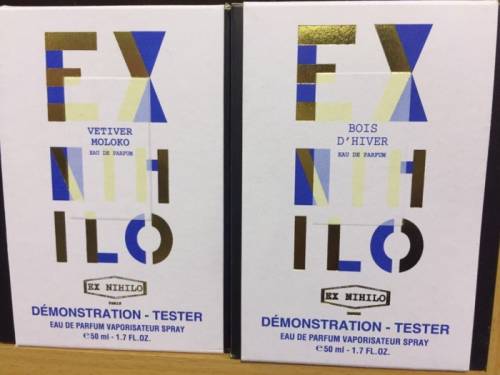 EX
NIH
ILO
VETIVER
MOLOKO
EAU DE PARFUM
EX NIHILO
PARIS
DÉMONSTRATION - TESTER
EAU DE PARFUM VAPORISATEUR SPRAY
℮50 ml - 1.7 FL.OZ.
EX
NIH
ILO
BOIS
D'HIVER
EAU DE PARFUM
EX NIHILO
PARIS
DÉMONSTRATION - TESTER
EAU DE PARFUM VAPORISATEUR SPRAY
℮50 ml - 1.7 FL.OZ.